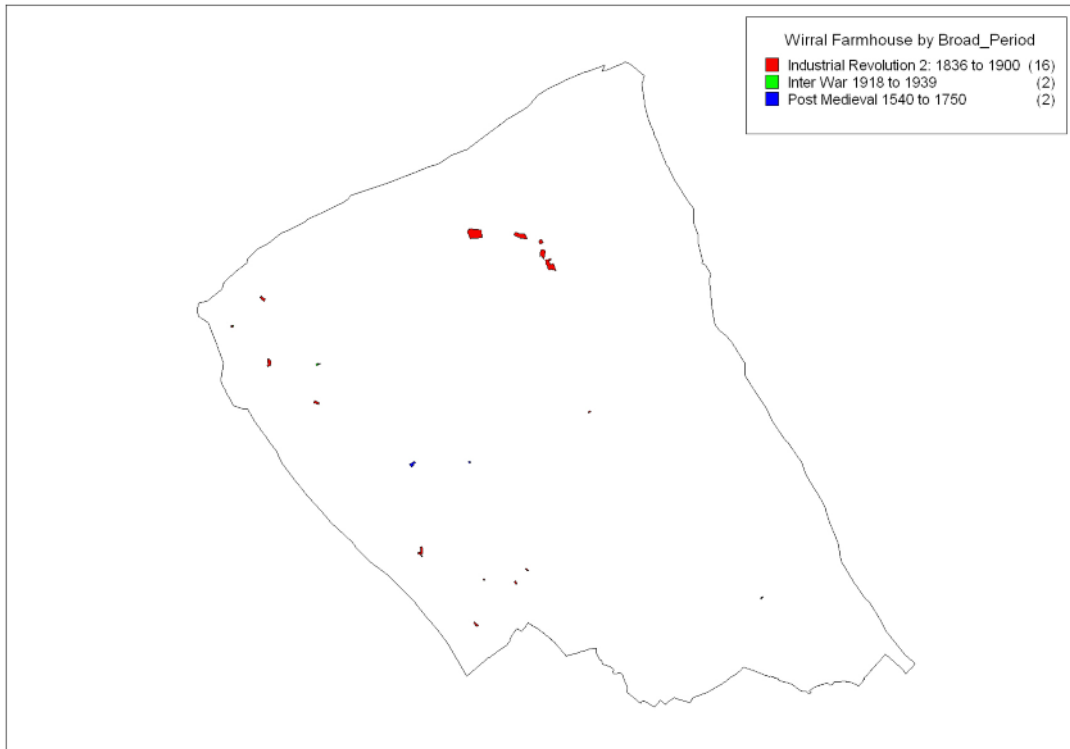 Wirral Farmhouse by Broad_Period
Industrial Revolution 2: 1836 to 1900 (16)
Inter War 1918 to 1939 (2)
Post Medieval 1540 to 1750 (2)